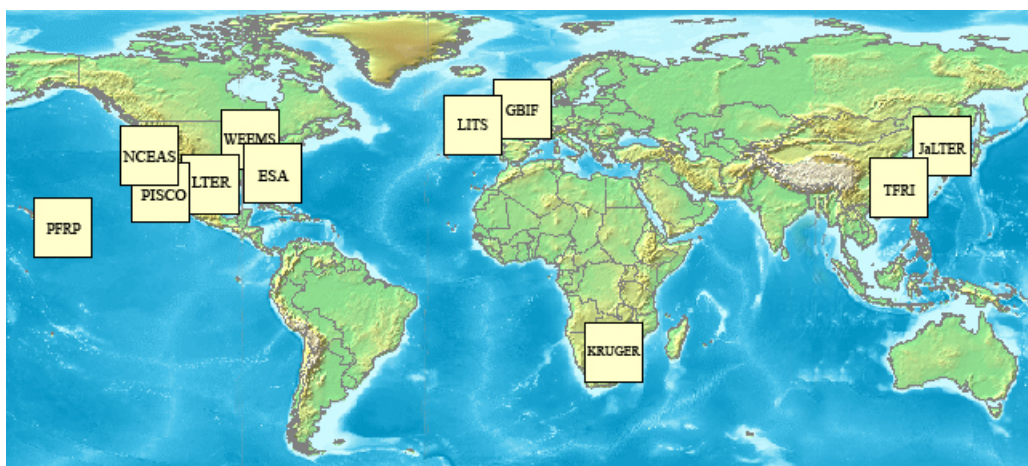 GBIF
LITS
WEEMS
NCEAS
JaLTER
ESA
LTER
PISCO
TFRI
PFRP
KRUGER